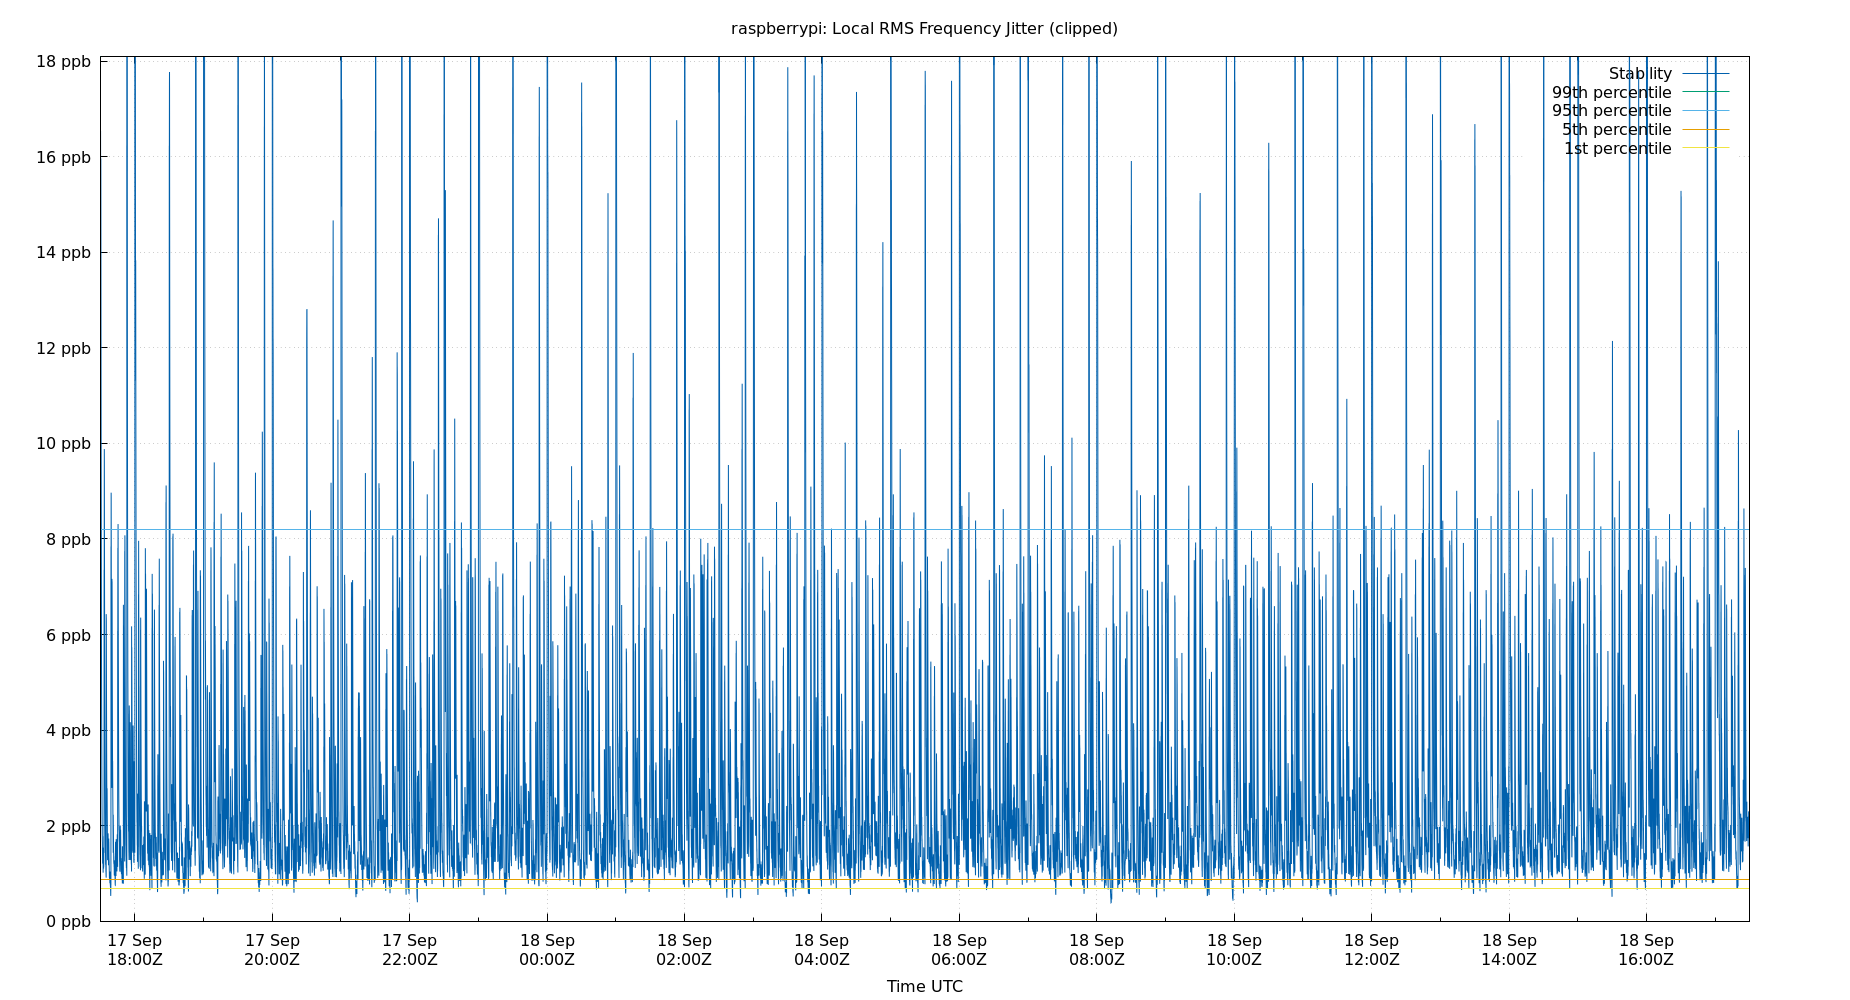 raspberrypi: Local RMS Frequency Jitter (clipped)
18 ppb
16 ppb
14 ppb
12 ppb
10 ppb
8 ppb
6 ppb
4 ppb
2 ppb
0 ppb
Stability
99th percentile
95th percentile
5th percentile
1st percentile
17 Sep 17 Sep 17 Sep 18 Sep 18 Sep 18 Sep 18 Sep 18 Sep 18 Sep 18 Sep 18 Sep 18 Sep
18:00Z 20:00Z 22:00Z 00:00Z 02:00Z 04:00Z 06:00Z 08:00Z 10:00Z 12:00Z 14:00Z 16:00Z
Time UTC